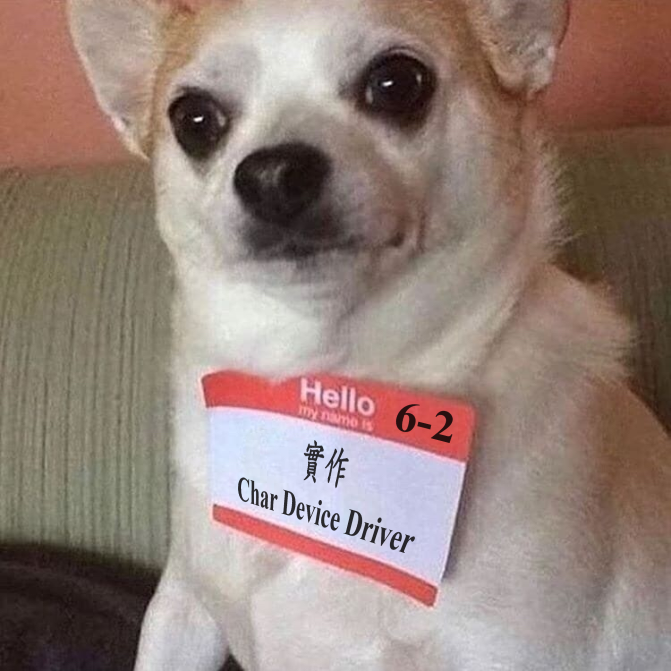 Hello
my name is
6-2
實作
Char Device Driver